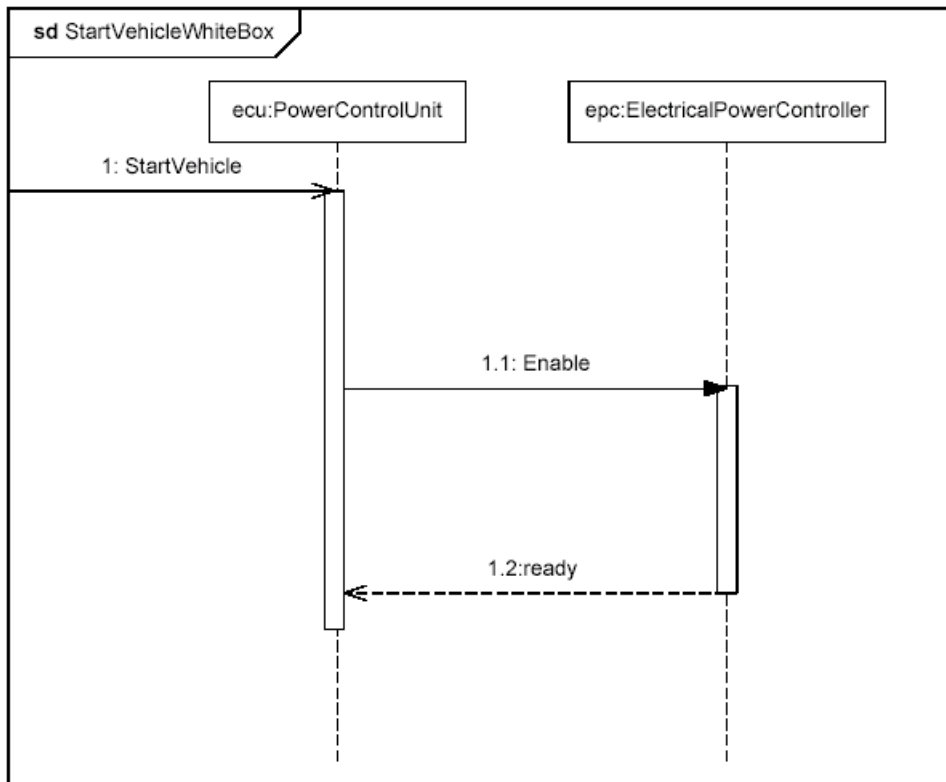 sd StartVehicleWhiteBox
ecu:PowerControlUnit
epc:ElectricalPowerController
1: StartVehicle
1.1: Enable
1.2:ready